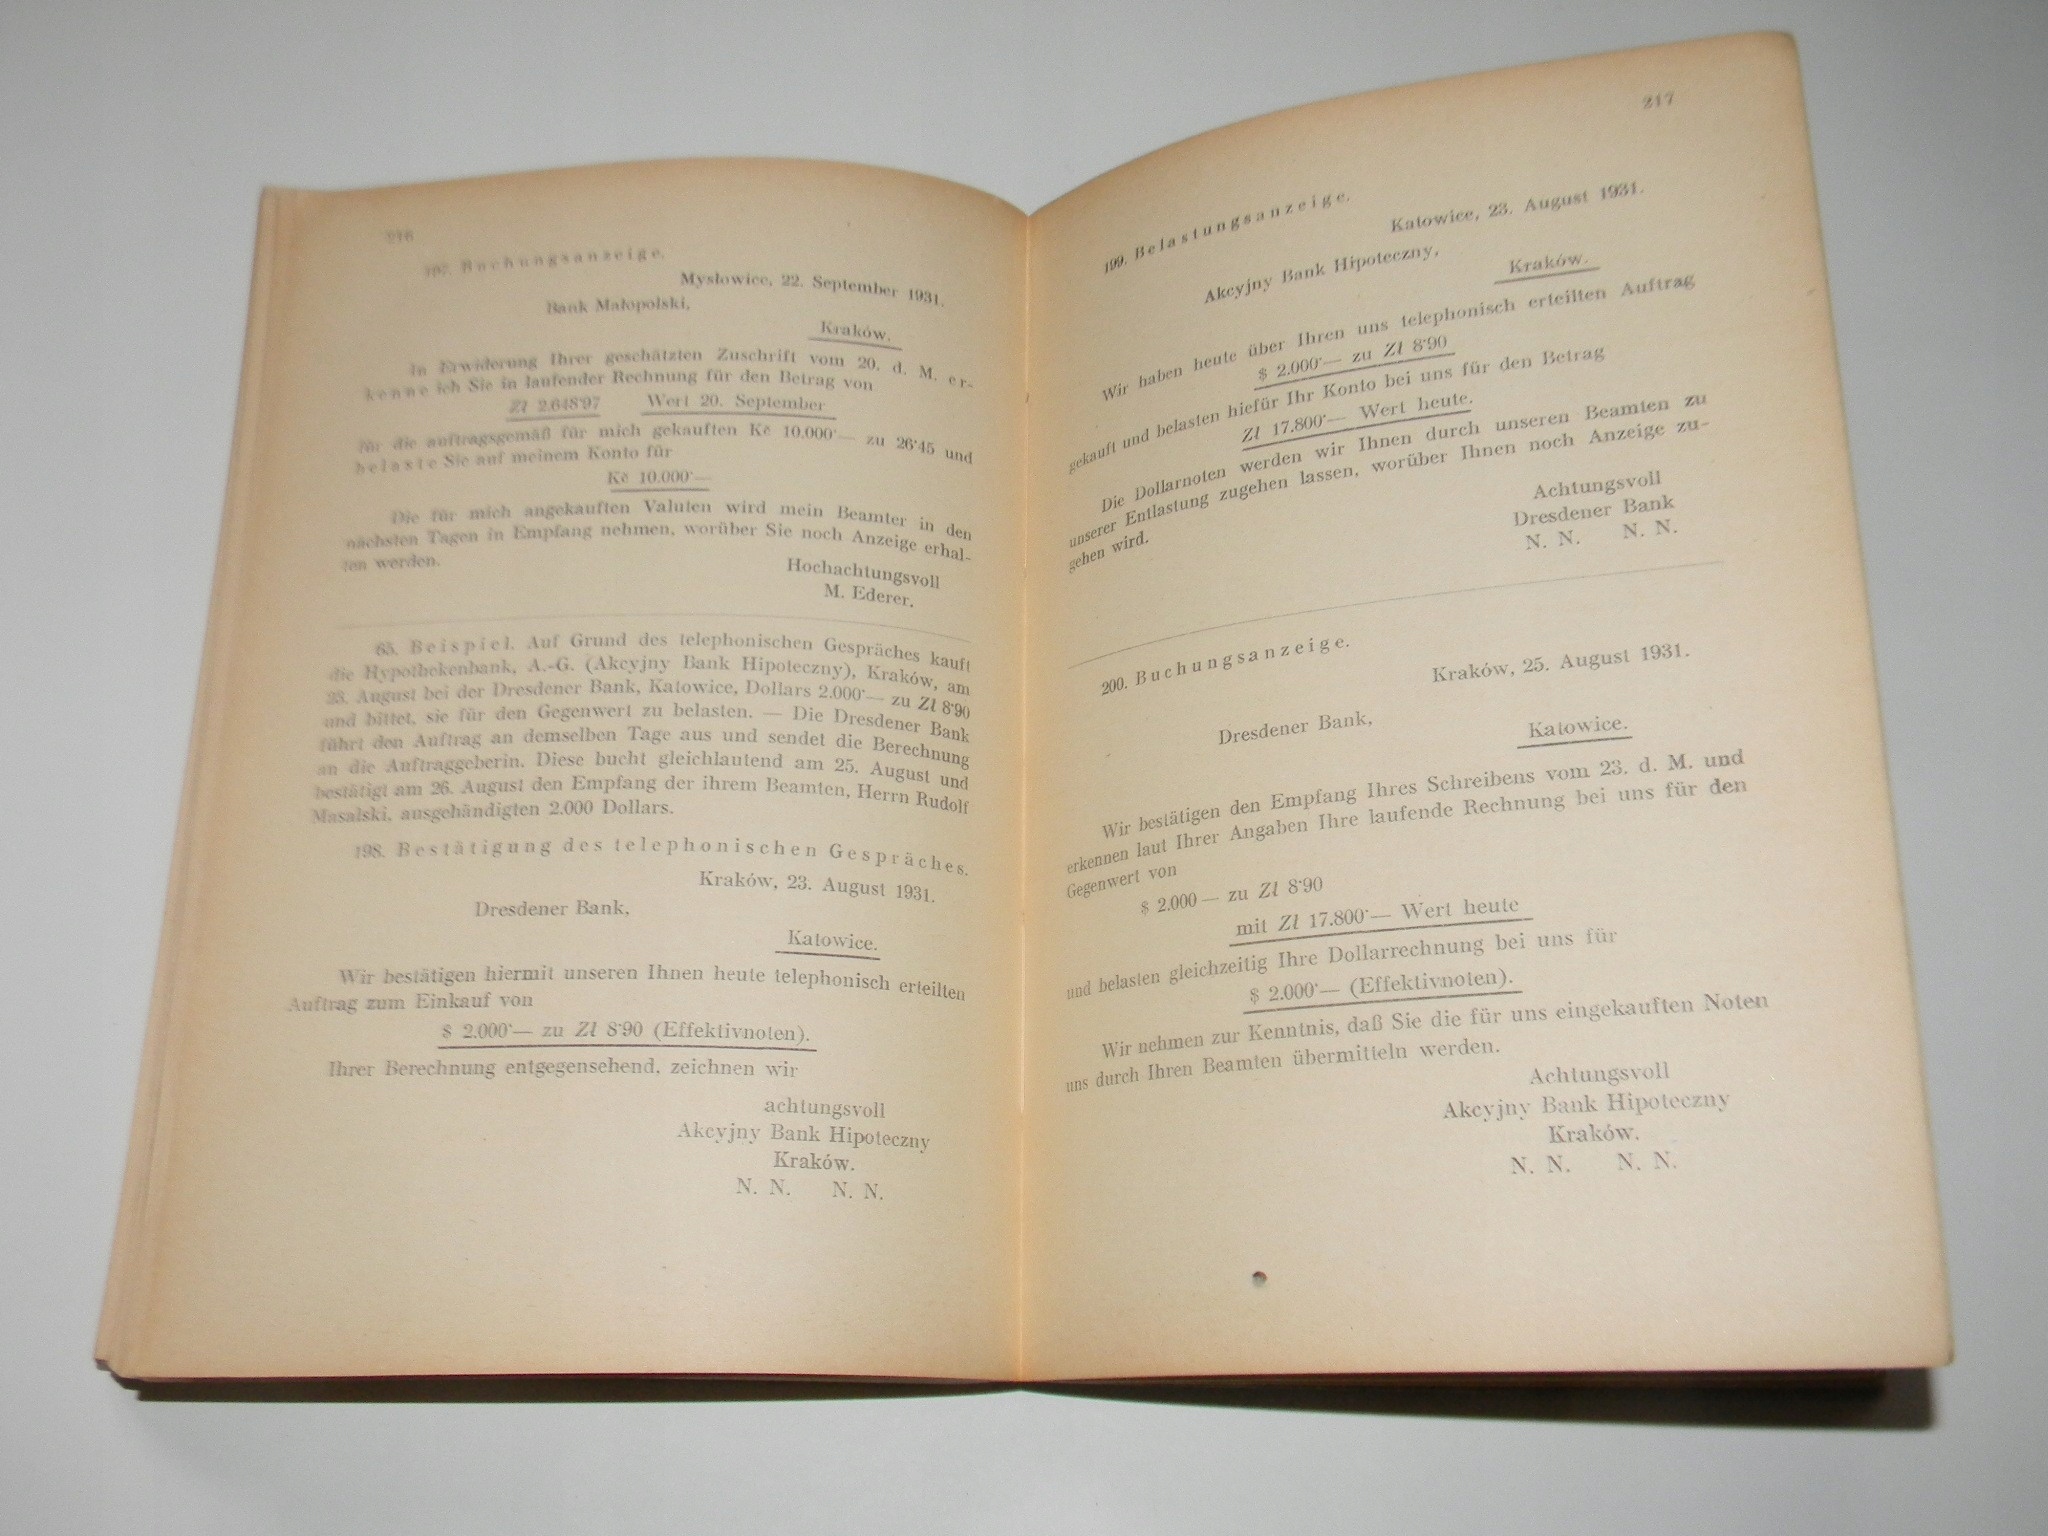 216
197. Buchungsanzeige.
Mysłowice, 22. September 1931.
Bank Małopolski,
Kraków.
In Erwiderung Ihrer geschätzten Zuschrift vom 20. d. M. er-
kenne ich Sie in laufender Rechnung für den Betrag von
Zł 2.648·97 Wert 20. September
für die auftragsgemäß für mich gekauften Kč 10.000·— zu 26·45 und
belaste Sie auf meinem Konto für
Kč 10.000·—
Die für mich angekauften Valuten wird mein Beamter in den
nächsten Tagen in Empfang nehmen, worüber Sie noch Anzeige erhal-
ten werden.
Hochachtungsvoll
M. Ederer.
65. Beispiel. Auf Grund des telephonischen Gespräches kauft
die Hypothekenbank, A.-G. (Akcyjny Bank Hipoteczny), Kraków, am
23. August bei der Dresdener Bank, Katowice, Dollars 2.000·— zu Zł 8·90
und bittet, sie für den Gegenwert zu belasten. — Die Dresdener Bank
führt den Auftrag an demselben Tage aus und sendet die Berechnung
an die Auftraggeberin. Diese bucht gleichlautend am 25. August und
bestätigt am 26. August den Empfang der ihrem Beamten, Herrn Rudolf
Masalski, ausgehändigten 2.000 Dollars.
198. Bestätigung des telephonischen Gespräches.
Kraków, 23. August 1931.
Dresdener Bank,
Katowice.
Wir bestätigen hiermit unseren Ihnen heute telephonisch erteilten
Auftrag zum Einkauf von
$ 2.000·— zu Zł 8·90 (Effektivnoten).
Ihrer Berechnung entgegensehend, zeichnen wir
achtungsvoll
Akcyjny Bank Hipoteczny
Kraków.
N. N. N. N.
217
199. Belastungsanzeige.
Katowice, 23. August 1931.
Akcyjny Bank Hipoteczny,
Kraków.
Wir haben heute über Ihren uns telephonisch erteilten Auftrag
$ 2.000·— zu Zł 8·90
gekauft und belasten hiefür Ihr Konto bei uns für den Betrag
Zł 17.800·— Wert heute.
Die Dollarnoten werden wir Ihnen durch unseren Beamten zu
unserer Entlastung zugehen lassen, worüber Ihnen noch Anzeige zu-
gehen wird.
Achtungsvoll
Dresdener Bank
N. N. N. N.
200. Buchungsanzeige.
Kraków, 25. August 1931.
Dresdener Bank,
Katowice.
Wir bestätigen den Empfang Ihres Schreibens vom 23. d. M. und
erkennen laut Ihrer Angaben Ihre laufende Rechnung bei uns für den
Gegenwert von
$ 2.000 — zu Zł 8·90
mit Zł 17.800·— Wert heute
und belasten gleichzeitig Ihre Dollarrechnung bei uns für
$ 2.000·— (Effektivnoten).
Wir nehmen zur Kenntnis, daß Sie die für uns eingekauften Noten
uns durch Ihren Beamten übermitteln werden.
Achtungsvoll
Akcyjny Bank Hipoteczny
Kraków.
N. N. N. N.